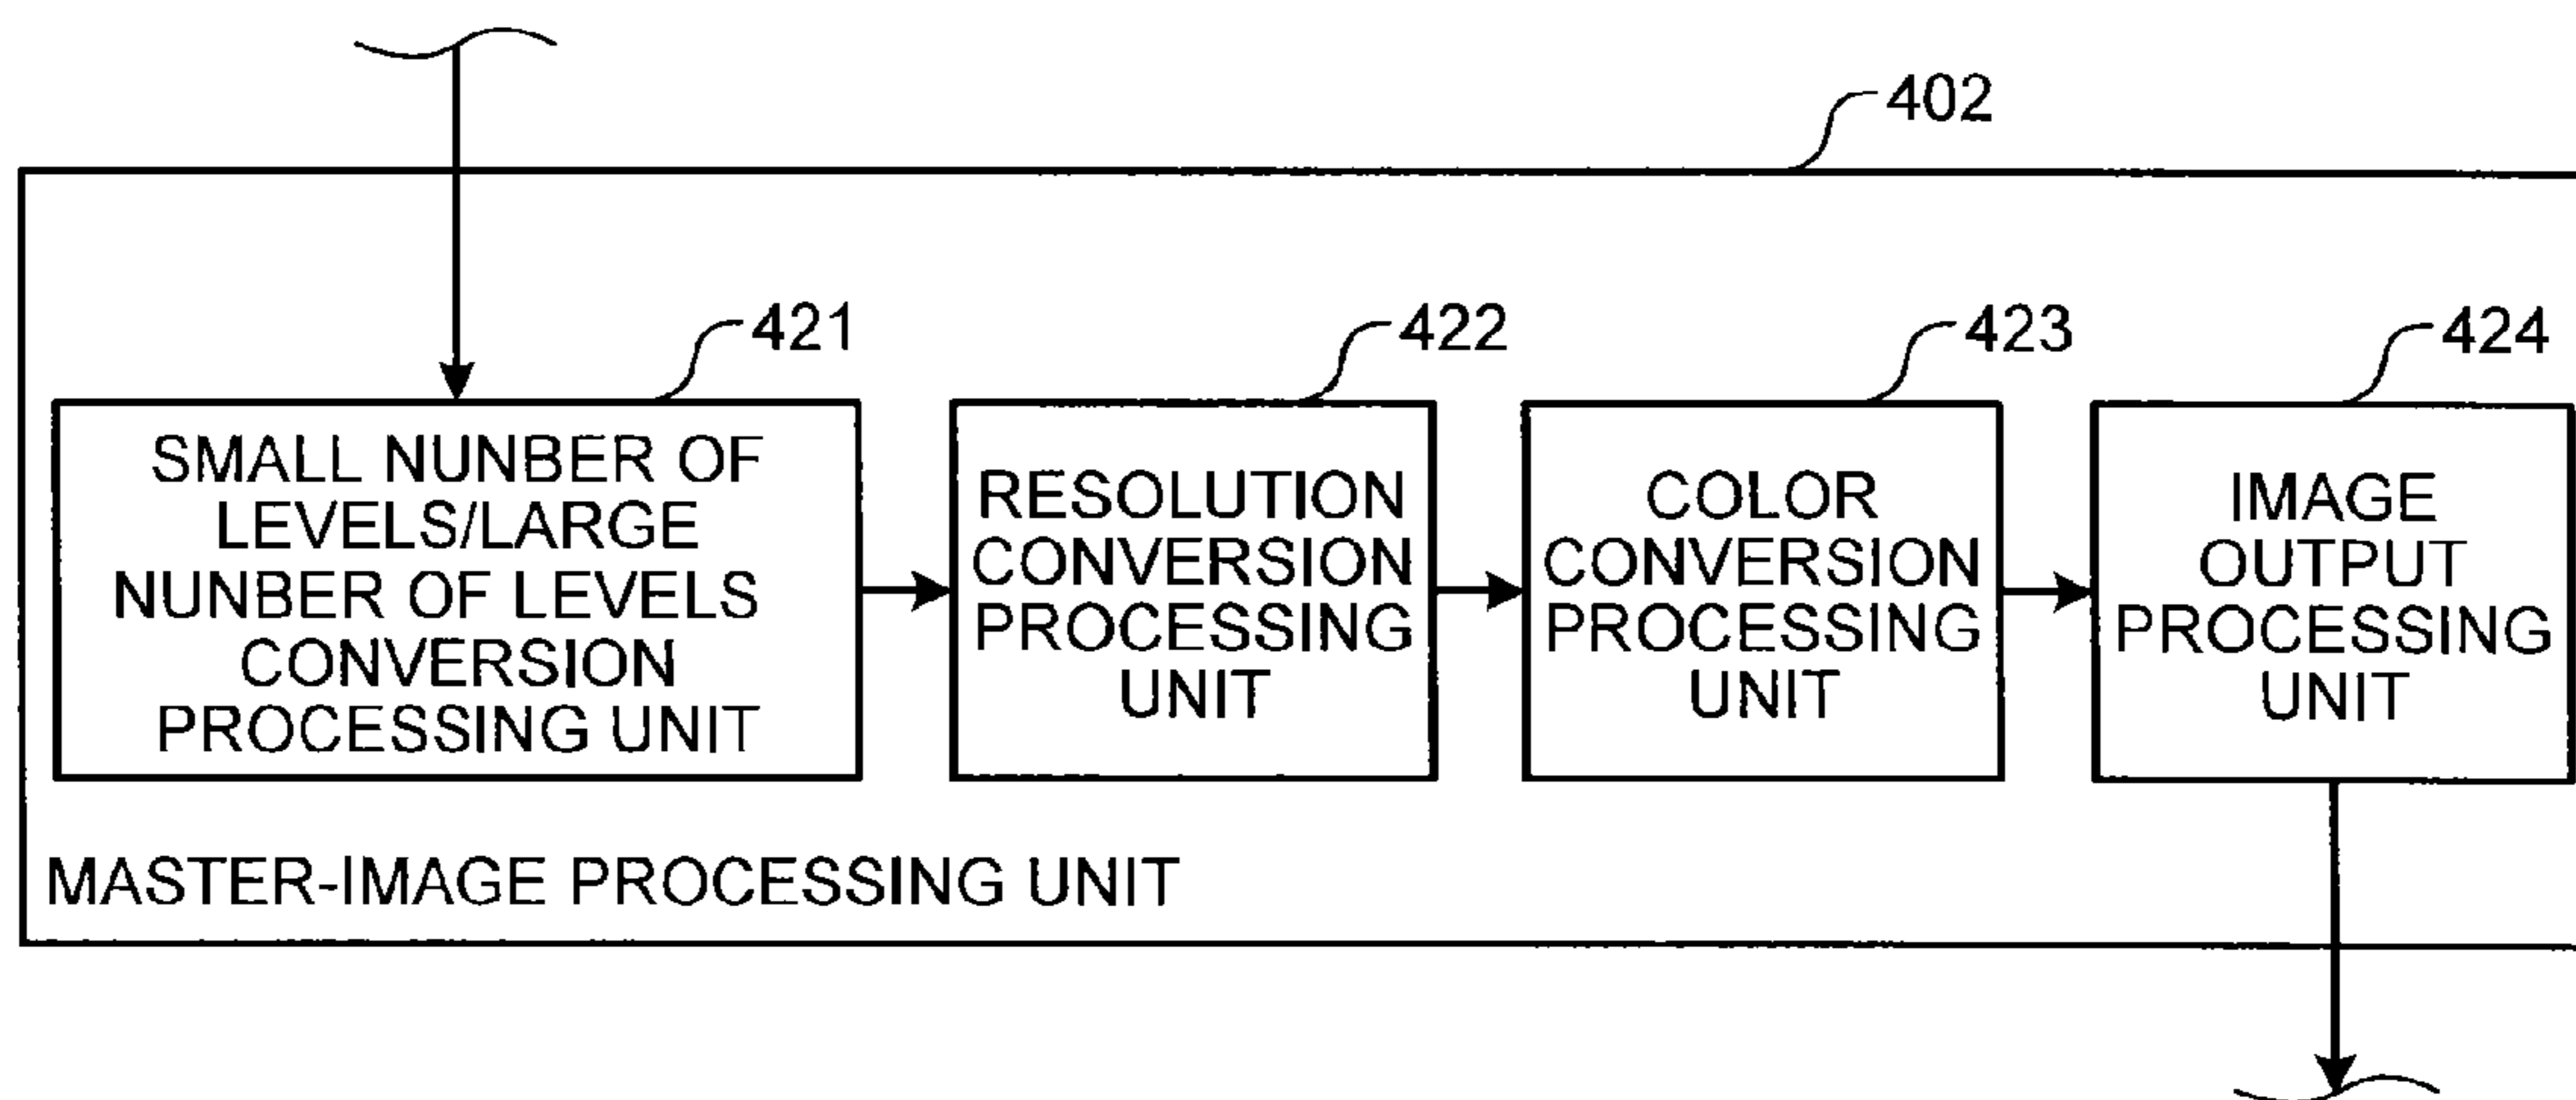 402
421
SMALL NUNBER OF
LEVELS/LARGE
NUNBER OF LEVELS
CONVERSION
PROCESSING UNIT
422
RESOLUTION
CONVERSION
PROCESSING
UNIT
423
COLOR
CONVERSION
PROCESSING
UNIT
424
IMAGE
OUTPUT
PROCESSING
UNIT
MASTER-IMAGE PROCESSING UNIT